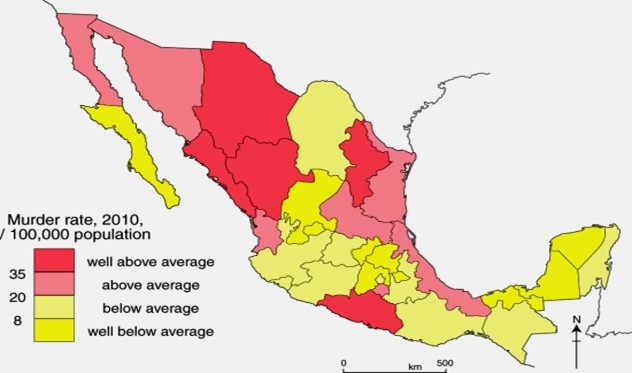 Murder rate, 2010,
/ 100,000 population
well above average
35
above average
20
below average
8
well below average
N
0 500
km